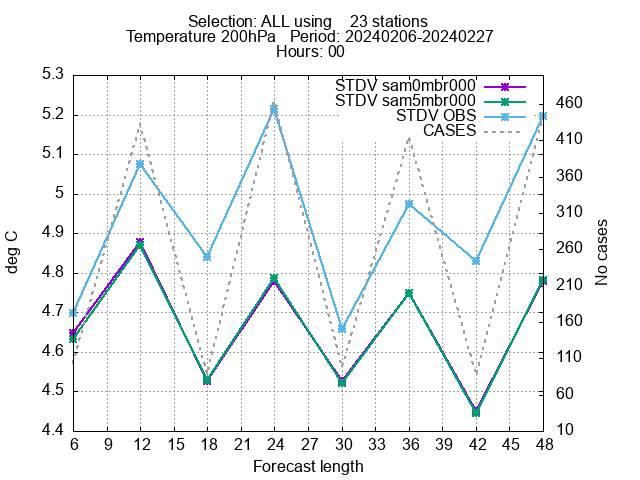 Selection: ALL using 23 stations
Temperature 200hPa Period: 20240206-20240227
Hours: 00
STDV sam0mbr000
STDV sam5mbr000
STDV OBS
CASES
5.3
5.2
5.1
5
4.9
4.8
4.7
4.6
4.5
4.4
deg C
460
410
360
310
260
210
160
110
60
10
No cases
6 9 12 15 18 21 24 27 30 33 36 39 42 45 48
Forecast length